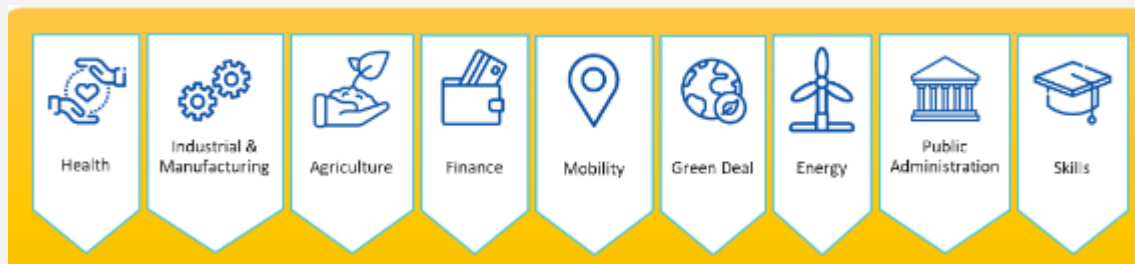 Health
Industrial &
Manufacturing
Agriculture
Finance
Mobility
Green Deal
Energy
Public
Administration
Skills